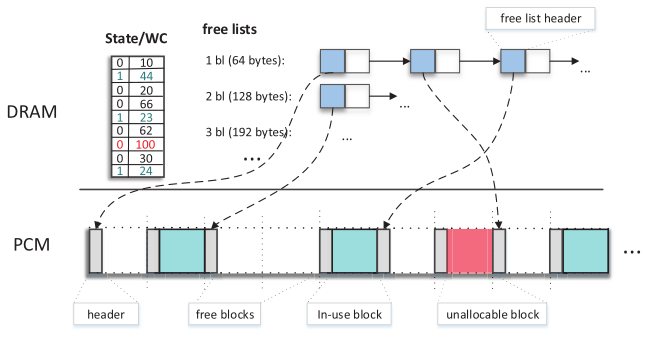 State/WC
free lists
free list header
0 10
1 44
0 20
0 66
1 23
0 62
0 100
0 30
1 24
1 bl (64 bytes):
...
2 bl (128 bytes):
...
3 bl (192 bytes):
...
...
DRAM
PCM
...
header
free blocks
In-use block
unallocable block